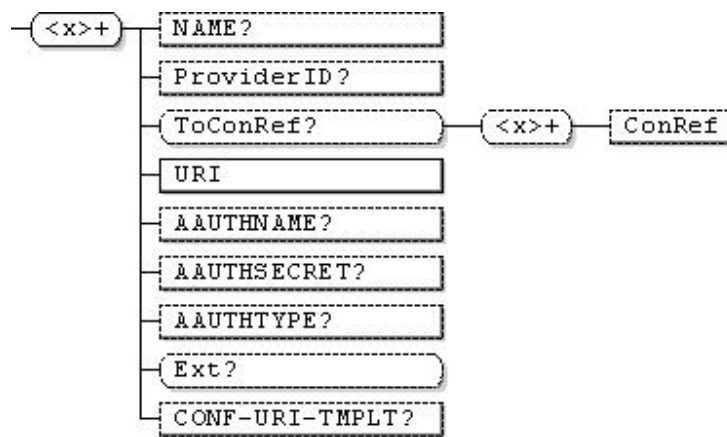 <x>+
NAME?
ProviderID?
ToConRef?
<x>+
ConRef
URI
AAUTHNAME?
AAUTHSECRET?
AAUTHTYPE?
Ext?
CONF-URI-TMPLT?